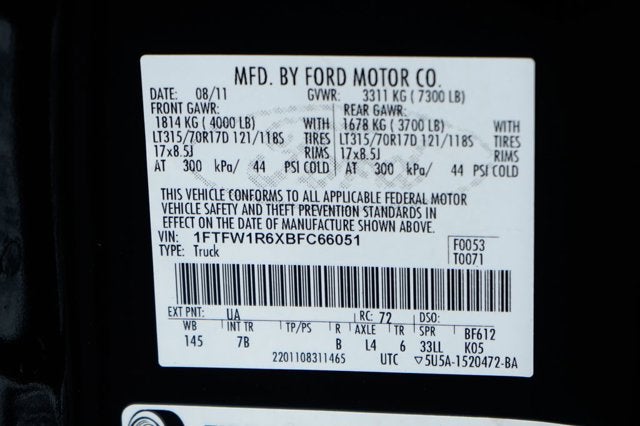 MFD. BY FORD MOTOR CO.
DATE: 08/11 GVWR: 3311 KG ( 7300 LB)
FRONT GAWR: REAR GAWR:
1814 KG ( 4000 LB) WITH 1678 KG ( 3700 LB) WITH
LT315/70R17D 121/118S TIRES LT315/70R17D 121/118S TIRES
17x8.5J RIMS 17x8.5J RIMS
AT 300 kPa/ 44 PSI COLD AT 300 kPa/ 44 PSI COLD
THIS VEHICLE CONFORMS TO ALL APPLICABLE FEDERAL MOTOR
VEHICLE SAFETY AND THEFT PREVENTION STANDARDS IN
EFFECT ON THE DATE OF MANUFACTURE SHOWN ABOVE.
VIN: 1FTFW1R6XBFC66051 F0053
TYPE: Truck T0071
EXT PNT: UA RC: 72 DSO:
WB INT TR TP/PS R AXLE TR SPR BF612
145 7B B L4 6 33LL K05
2201108311465 UTC ▽5U5A-1520472-BA